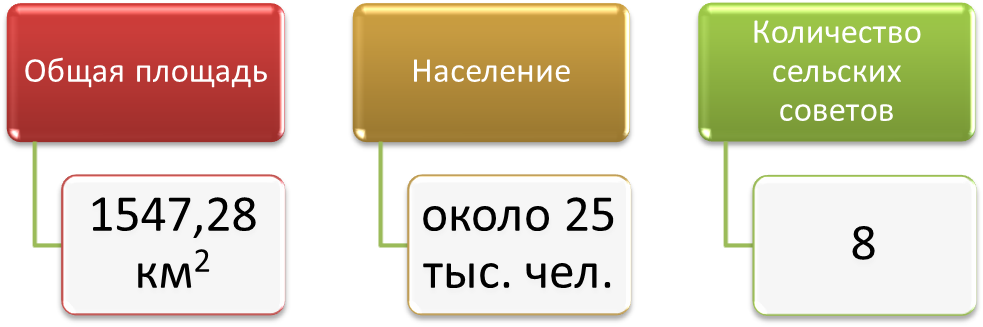 Общая площадь
1547,28
км²
Население
около 25
тыс. чел.
Количество
сельских
советов
8